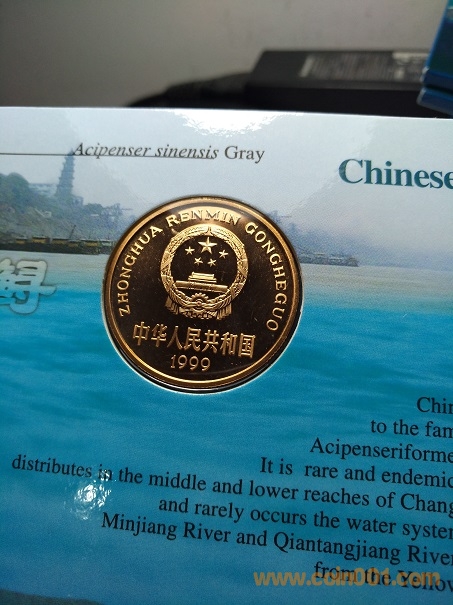 Acipenser sinensis Gray
Chinese
鲟
ZHONGHUA RENMIN GONGHEGUO
中华人民共和国
1999
Chin
to the fam
Acipenseriforme
It is rare and endemic
distributes in the middle and lower reaches of Chang
and rarely occurs the water system
Minjiang River and Qiantangjiang River
from the Yellow
www.coin001.com